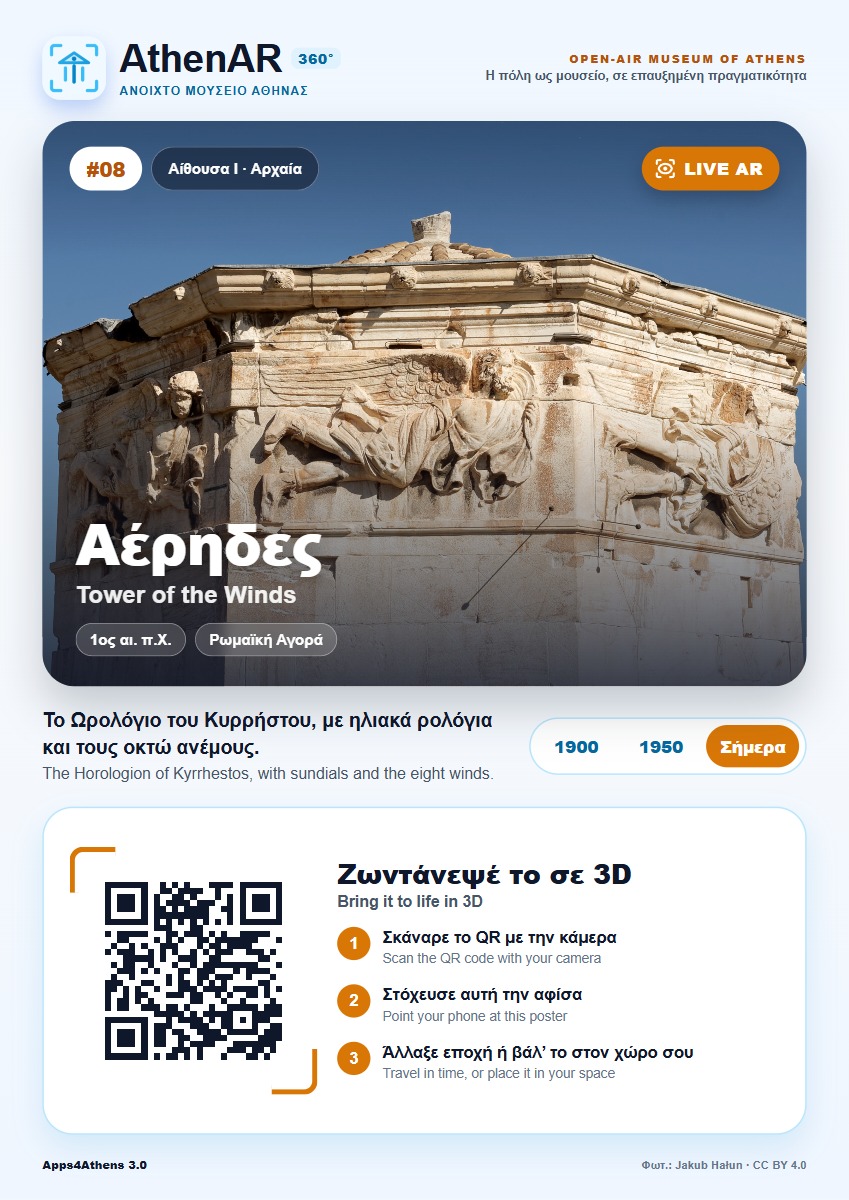 AthenAR 360°
ΑΝΟΙΧΤΟ ΜΟΥΣΕΙΟ ΑΘΗΝΑΣ
OPEN-AIR MUSEUM OF ATHENS
Η πόλη ως μουσείο, σε επαυξημένη πραγματικότητα
#08
Αίθουσα Ι · Αρχαία
LIVE AR
Αέρηδες
Tower of the Winds
1ος αι. π.Χ.
Ρωμαϊκή Αγορά
Το Ωρολόγιο του Κυρρήστου, με ηλιακά ρολόγια
και τους οκτώ ανέμους.
The Horologion of Kyrrhestos, with sundials and the eight winds.
1900
1950
Σήμερα
Ζωντάνεψέ το σε 3D
Bring it to life in 3D
1
Σκάναρε το QR με την κάμερα
Scan the QR code with your camera
2
Στόχευσε αυτή την αφίσα
Point your phone at this poster
3
Άλλαξε εποχή ή βάλ’ το στον χώρο σου
Travel in time, or place it in your space
Apps4Athens 3.0
Φωτ.: Jakub Hałun · CC BY 4.0